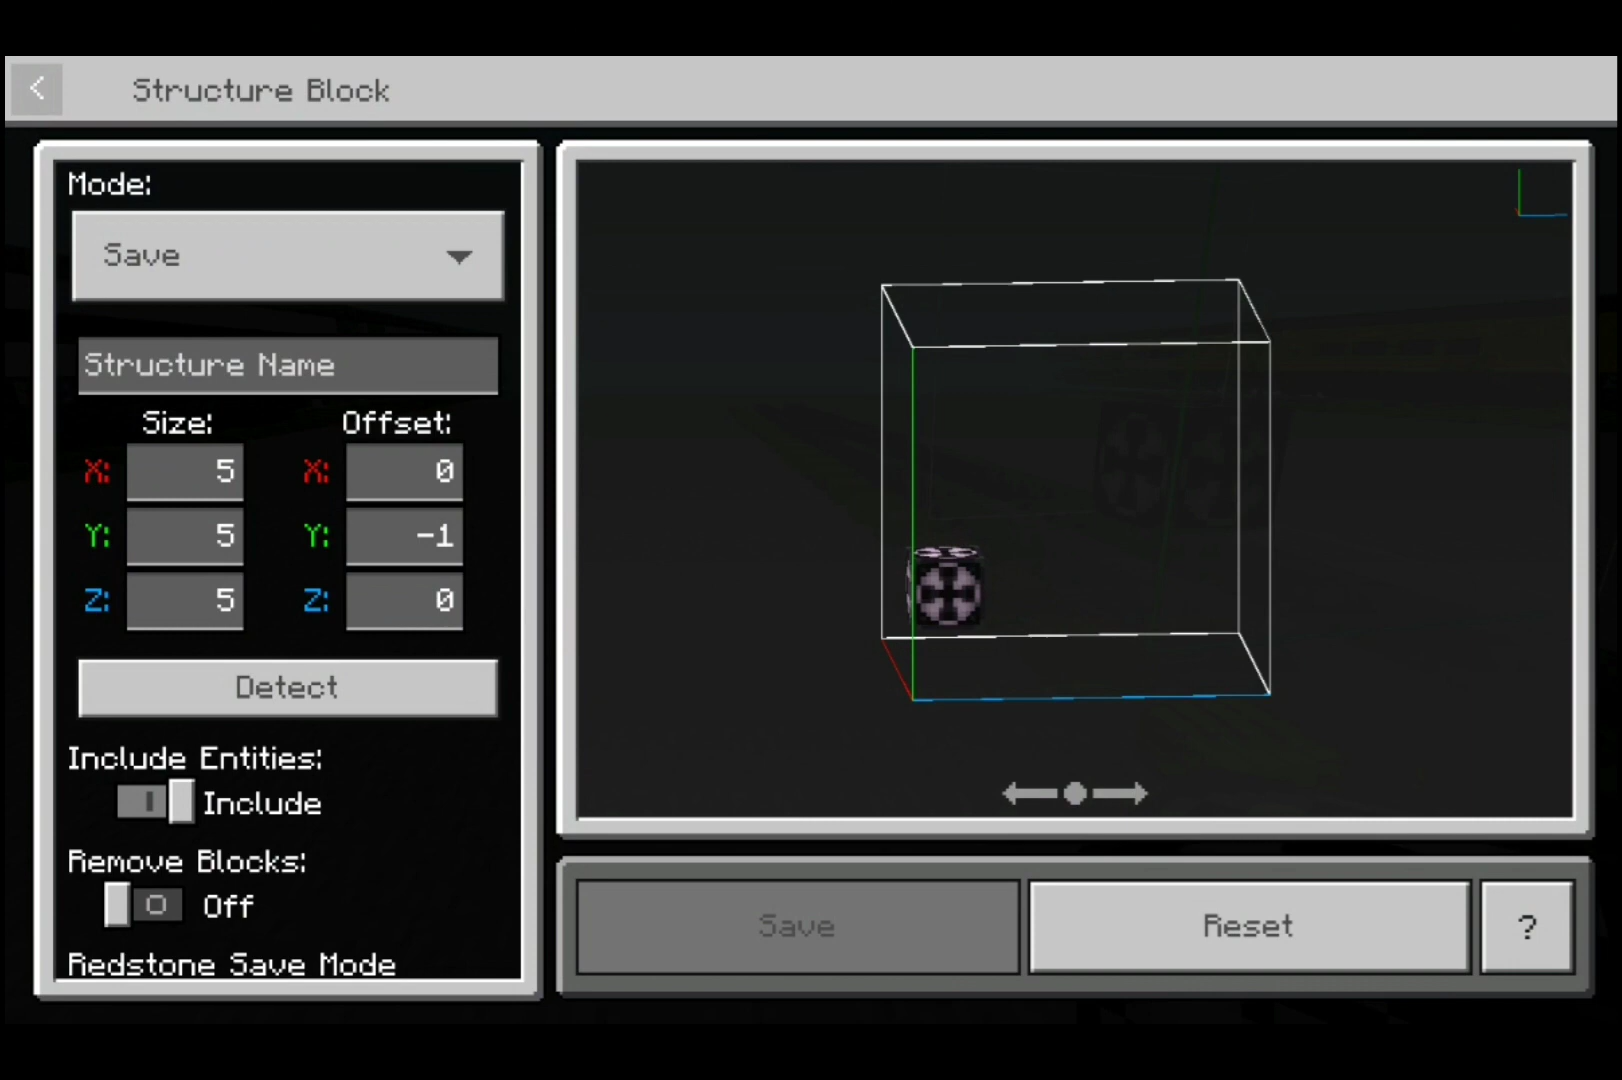 Structure Block
Mode:
Save
Structure Name
Size: Offset:
X: 5 X: 0
Y: 5 Y: -1
Z: 5 Z: 0
Detect
Include Entities:
Include
Remove Blocks:
Off
Redstone Save Mode
Save Reset ?